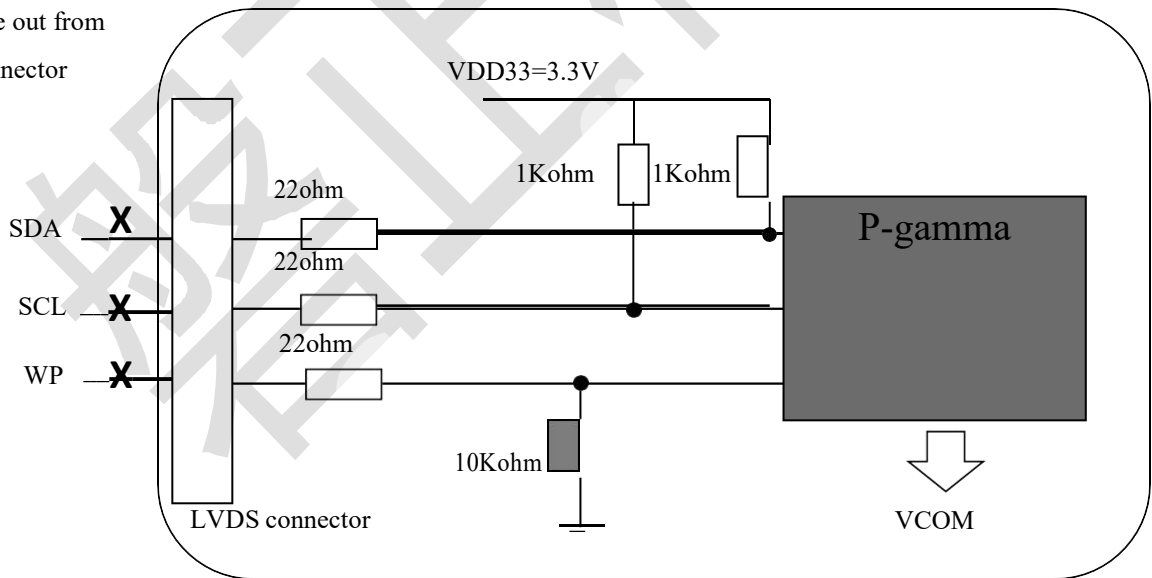 e out from
nector
VDD33=3.3V
1Kohm 1Kohm
22ohm
SDA X
P-gamma
22ohm
SCL X
22ohm
WP X
10Kohm
LVDS connector
VCOM